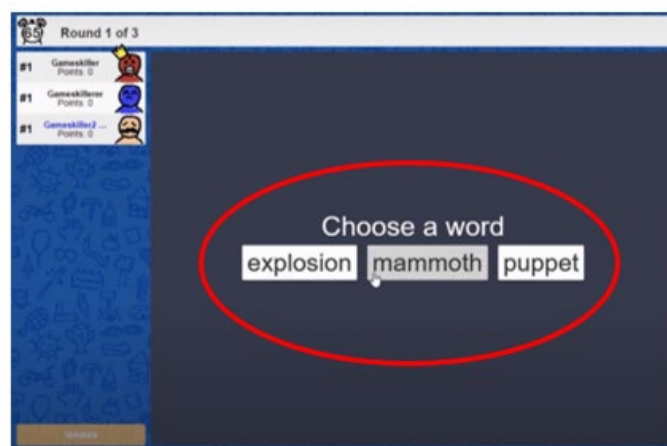 65
Round 1 of 3
#1 Gameskiller
Points: 0
#1 Gameskillerer
Points: 0
#1 Gameskiller2 ...
Points: 0
Choose a word
explosion mammoth puppet